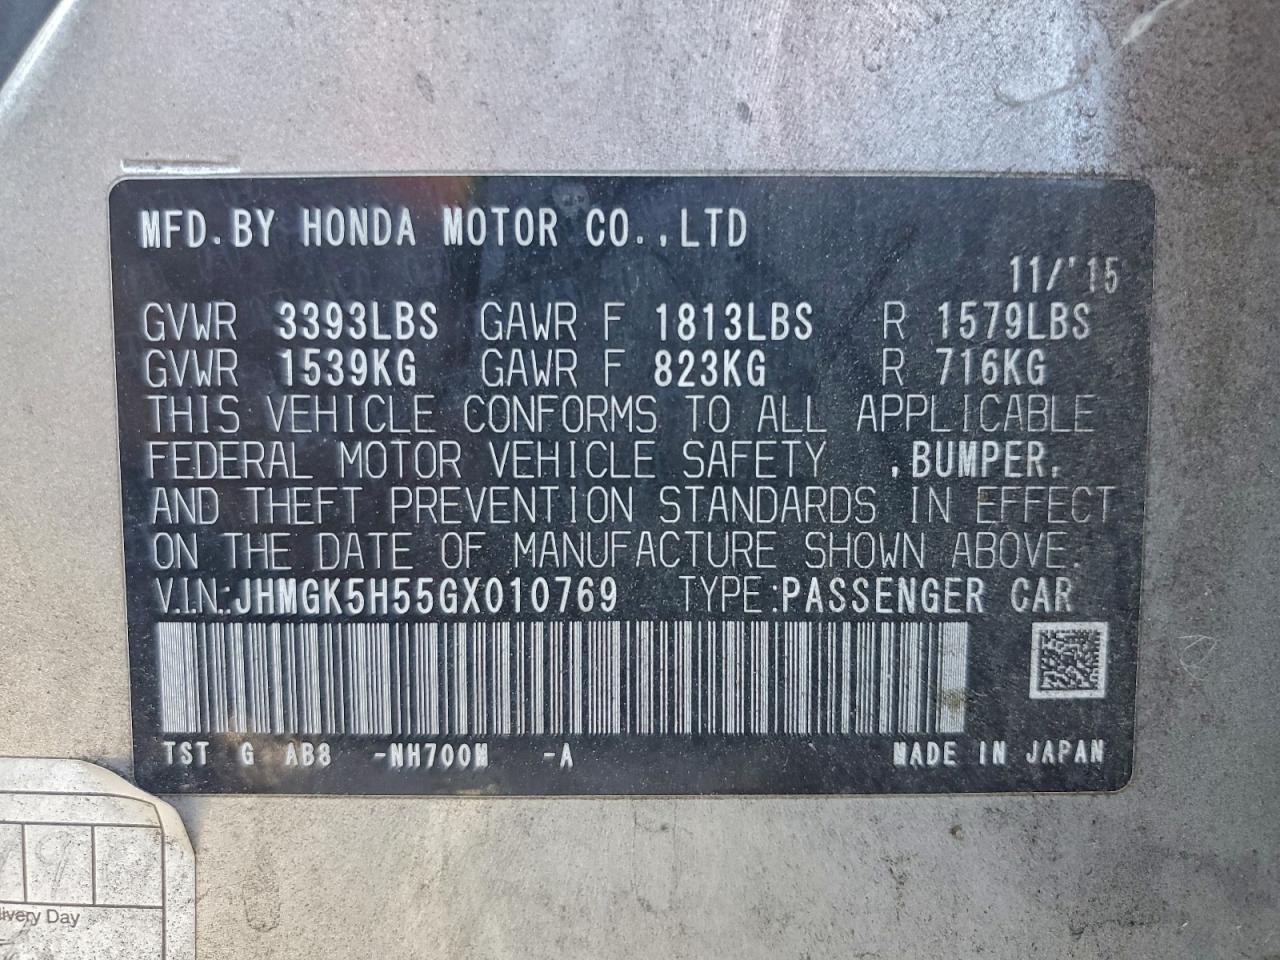 MFD. BY HONDA MOTOR CO., LTD
11/'15
GVWR 3393LBS GAWR F 1813LBS R 1579LBS
GVWR 1539KG GAWR F 823KG R 716KG
THIS VEHICLE CONFORMS TO ALL APPLICABLE
FEDERAL MOTOR VEHICLE SAFETY , BUMPER,
AND THEFT PREVENTION STANDARDS IN EFFECT
ON THE DATE OF MANUFACTURE SHOWN ABOVE.
V.I.N.: JHMGK5H55GX010769 TYPE: PASSENGER CAR
TST G AB8 -NH700M -A MADE IN JAPAN
Day